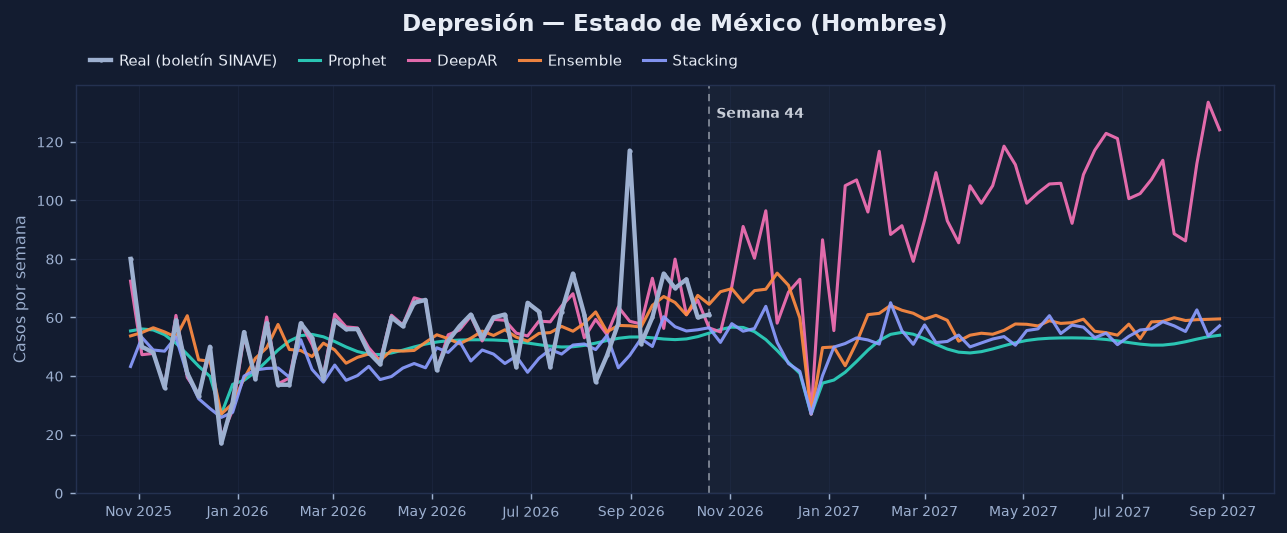 Depresión — Estado de México (Hombres)
Real (boletín SINAVE) Prophet DeepAR Ensemble Stacking
Semana 44
Casos por semana
120
100
80
60
40
20
0
Nov 2025 Jan 2026 Mar 2026 May 2026 Jul 2026 Sep 2026 Nov 2026 Jan 2027 Mar 2027 May 2027 Jul 2027 Sep 2027